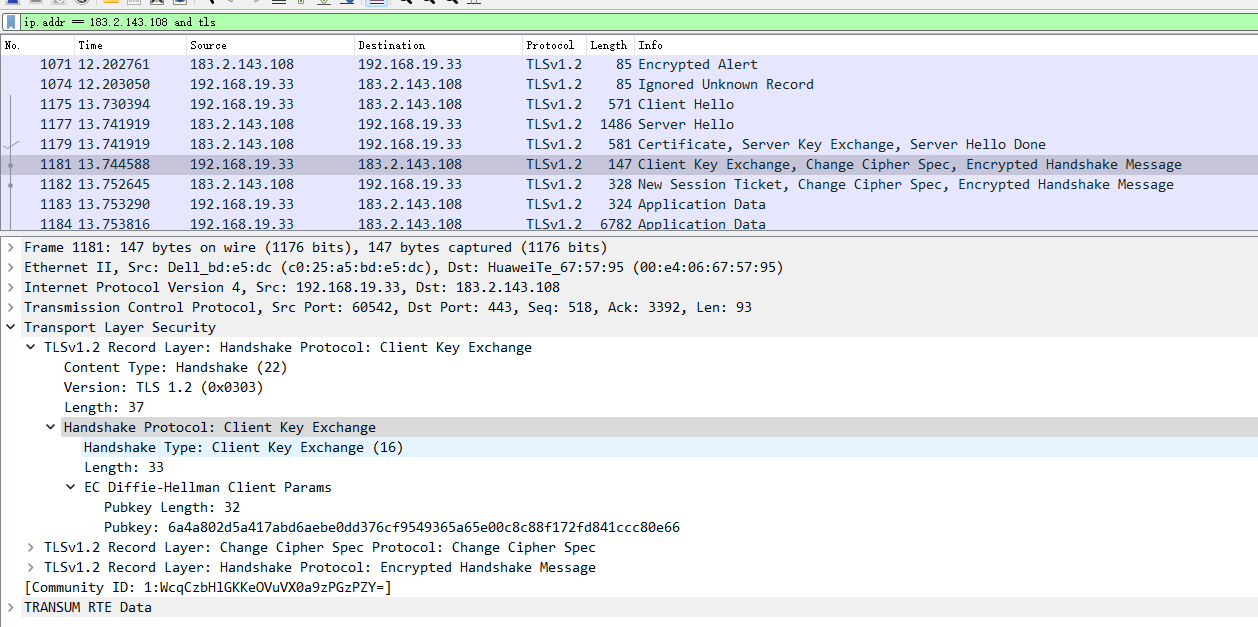 ip.addr == 183.2.143.108 and tls
No. Time Source Destination Protocol Length Info
1071 12.202761 183.2.143.108 192.168.19.33 TLSv1.2 85 Encrypted Alert
1074 12.203050 192.168.19.33 183.2.143.108 TLSv1.2 85 Ignored Unknown Record
1175 13.730394 192.168.19.33 183.2.143.108 TLSv1.2 571 Client Hello
1177 13.741919 183.2.143.108 192.168.19.33 TLSv1.2 1486 Server Hello
1179 13.741919 183.2.143.108 192.168.19.33 TLSv1.2 581 Certificate, Server Key Exchange, Server Hello Done
1181 13.744588 192.168.19.33 183.2.143.108 TLSv1.2 147 Client Key Exchange, Change Cipher Spec, Encrypted Handshake Message
1182 13.752645 183.2.143.108 192.168.19.33 TLSv1.2 328 New Session Ticket, Change Cipher Spec, Encrypted Handshake Message
1183 13.753290 192.168.19.33 183.2.143.108 TLSv1.2 324 Application Data
1184 13.753816 192.168.19.33 183.2.143.108 TLSv1.2 6782 Application Data
Frame 1181: 147 bytes on wire (1176 bits), 147 bytes captured (1176 bits)
Ethernet II, Src: Dell_bd:e5:dc (c0:25:a5:bd:e5:dc), Dst: HuaweiTe_67:57:95 (00:e4:06:67:57:95)
Internet Protocol Version 4, Src: 192.168.19.33, Dst: 183.2.143.108
Transmission Control Protocol, Src Port: 60542, Dst Port: 443, Seq: 518, Ack: 3392, Len: 93
Transport Layer Security
TLSv1.2 Record Layer: Handshake Protocol: Client Key Exchange
Content Type: Handshake (22)
Version: TLS 1.2 (0x0303)
Length: 37
Handshake Protocol: Client Key Exchange
Handshake Type: Client Key Exchange (16)
Length: 33
EC Diffie-Hellman Client Params
Pubkey Length: 32
Pubkey: 6a4a802d5a417abd6aebe0dd376cf9549365a65e00c8c88f172fd841ccc80e66
TLSv1.2 Record Layer: Change Cipher Spec Protocol: Change Cipher Spec
TLSv1.2 Record Layer: Handshake Protocol: Encrypted Handshake Message
[Community ID: 1:WcqCzbHlGKKeOVuVX0a9zPGzPZY=]
TRANSUM RTE Data